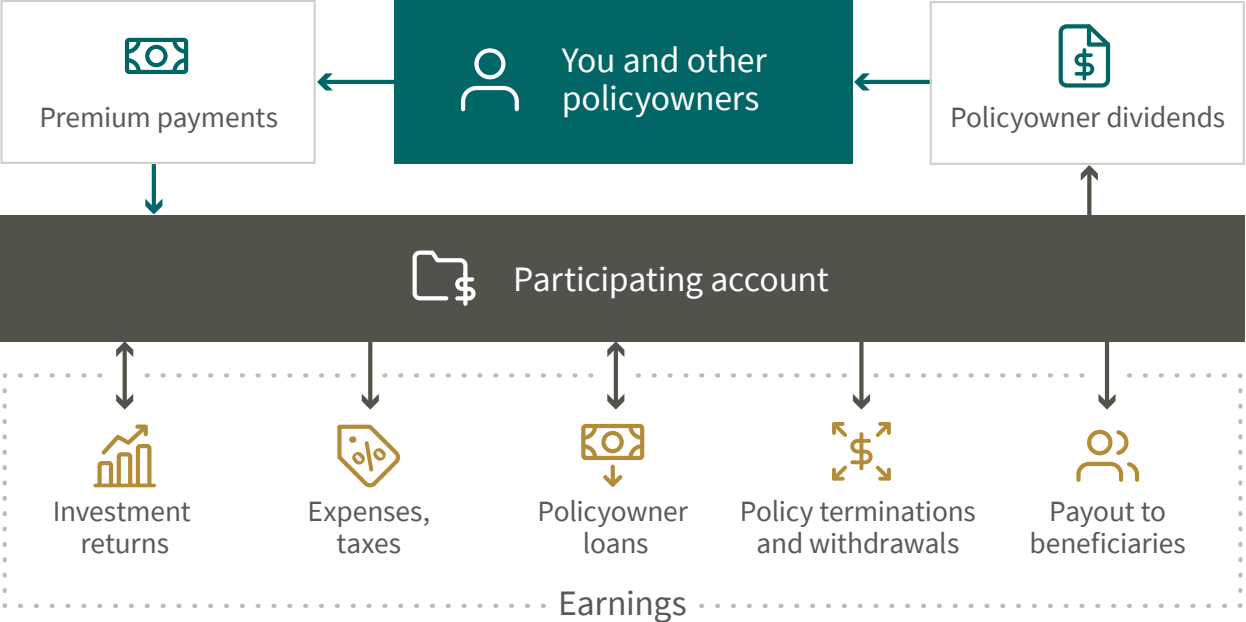 Premium payments
You and other
policyowners
Policyowner dividends
Participating account
Investment
returns
Expenses,
taxes
Policyowner
loans
Policy terminations
and withdrawals
Payout to
beneficiaries
Earnings